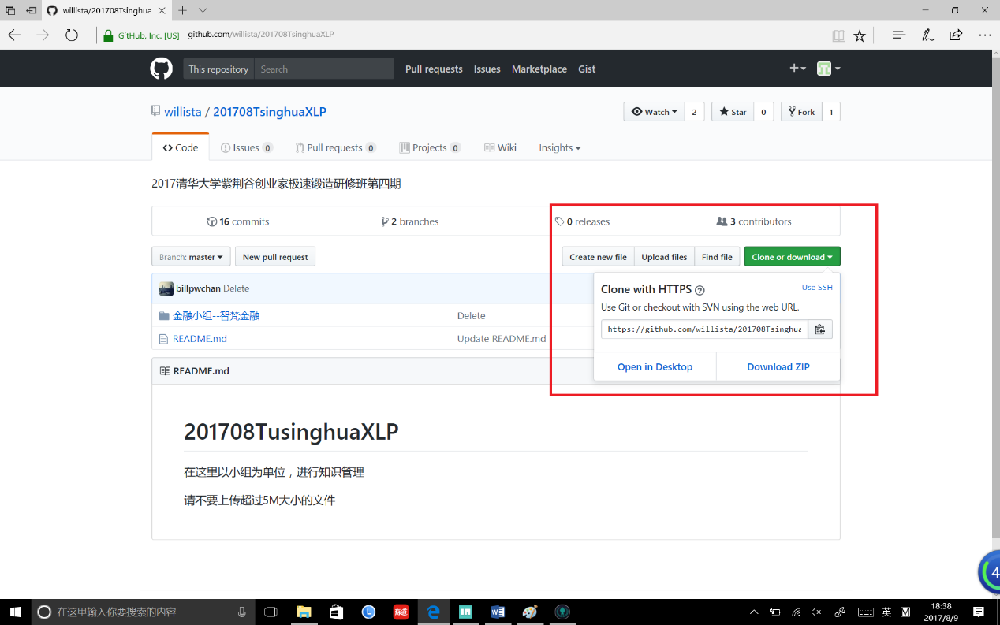 willista/201708Tsinghua
GitHub, Inc. [US] github.com/willista/201708TsinghuaXLP
This repository Search Pull requests Issues Marketplace Gist
willista / 201708TsinghuaXLP Watch 2 Star 0 Fork 1
Code Issues 0 Pull requests 0 Projects 0 Wiki Insights
2017清华大学紫荆谷创业家极速锻造研修班第四期
16 commits 2 branches 0 releases 3 contributors
Branch: master New pull request Create new file Upload files Find file Clone or download
billpwchan Delete
金融小组--智梵金融 Delete
README.md Update README.md
Clone with HTTPS ? Use SSH
Use Git or checkout with SVN using the web URL.
https://github.com/willista/201708Tsinghua
Open in Desktop Download ZIP
README.md
201708TusinghuaXLP
在这里以小组为单位，进行知识管理
请不要上传超过5M大小的文件
4
在这里输入你要搜索的内容 英 M 18:38
2017/8/9